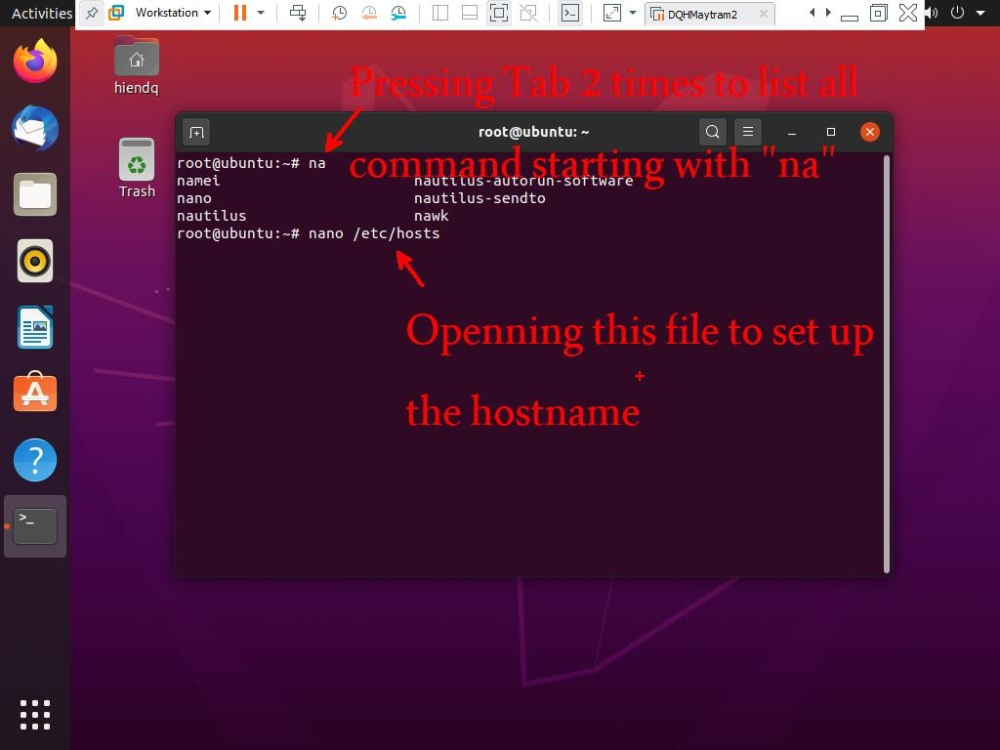 Activities
Workstation
DQHMaytram2
hiendq
Pressing Tab 2 times to list all
command starting with "na"
Trash
root@ubuntu: ~
root@ubuntu:~# na
namei nautilus-autorun-software
nano nautilus-sendto
nautilus nawk
root@ubuntu:~# nano /etc/hosts
Openning this file to set up
the hostname